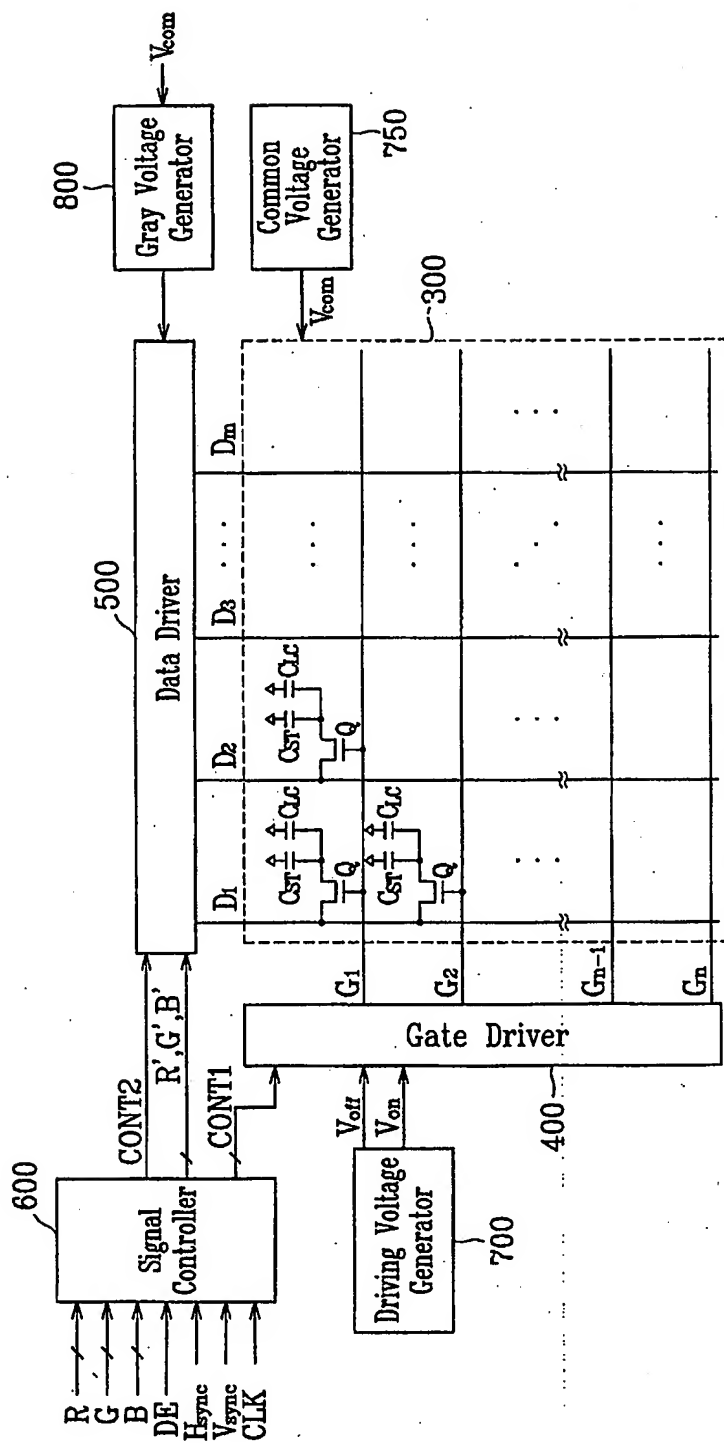 R
G
B
DE
Hsync
Vsync
CLK
600
Signal
Controller
CONT2
R',G',B'
CONT1
500
Data Driver
800
Gray Voltage
Generator
Vcom
Common
Voltage
Generator
750
Vcom
300
Driving Voltage
Generator
700
Voff
Von
Gate Driver
400
D1
D2
D3
...
Dm
G1
G2
Gn-1
Gn
CST
CLC
Q
CST
CLC
Q
CST
CLC
Q